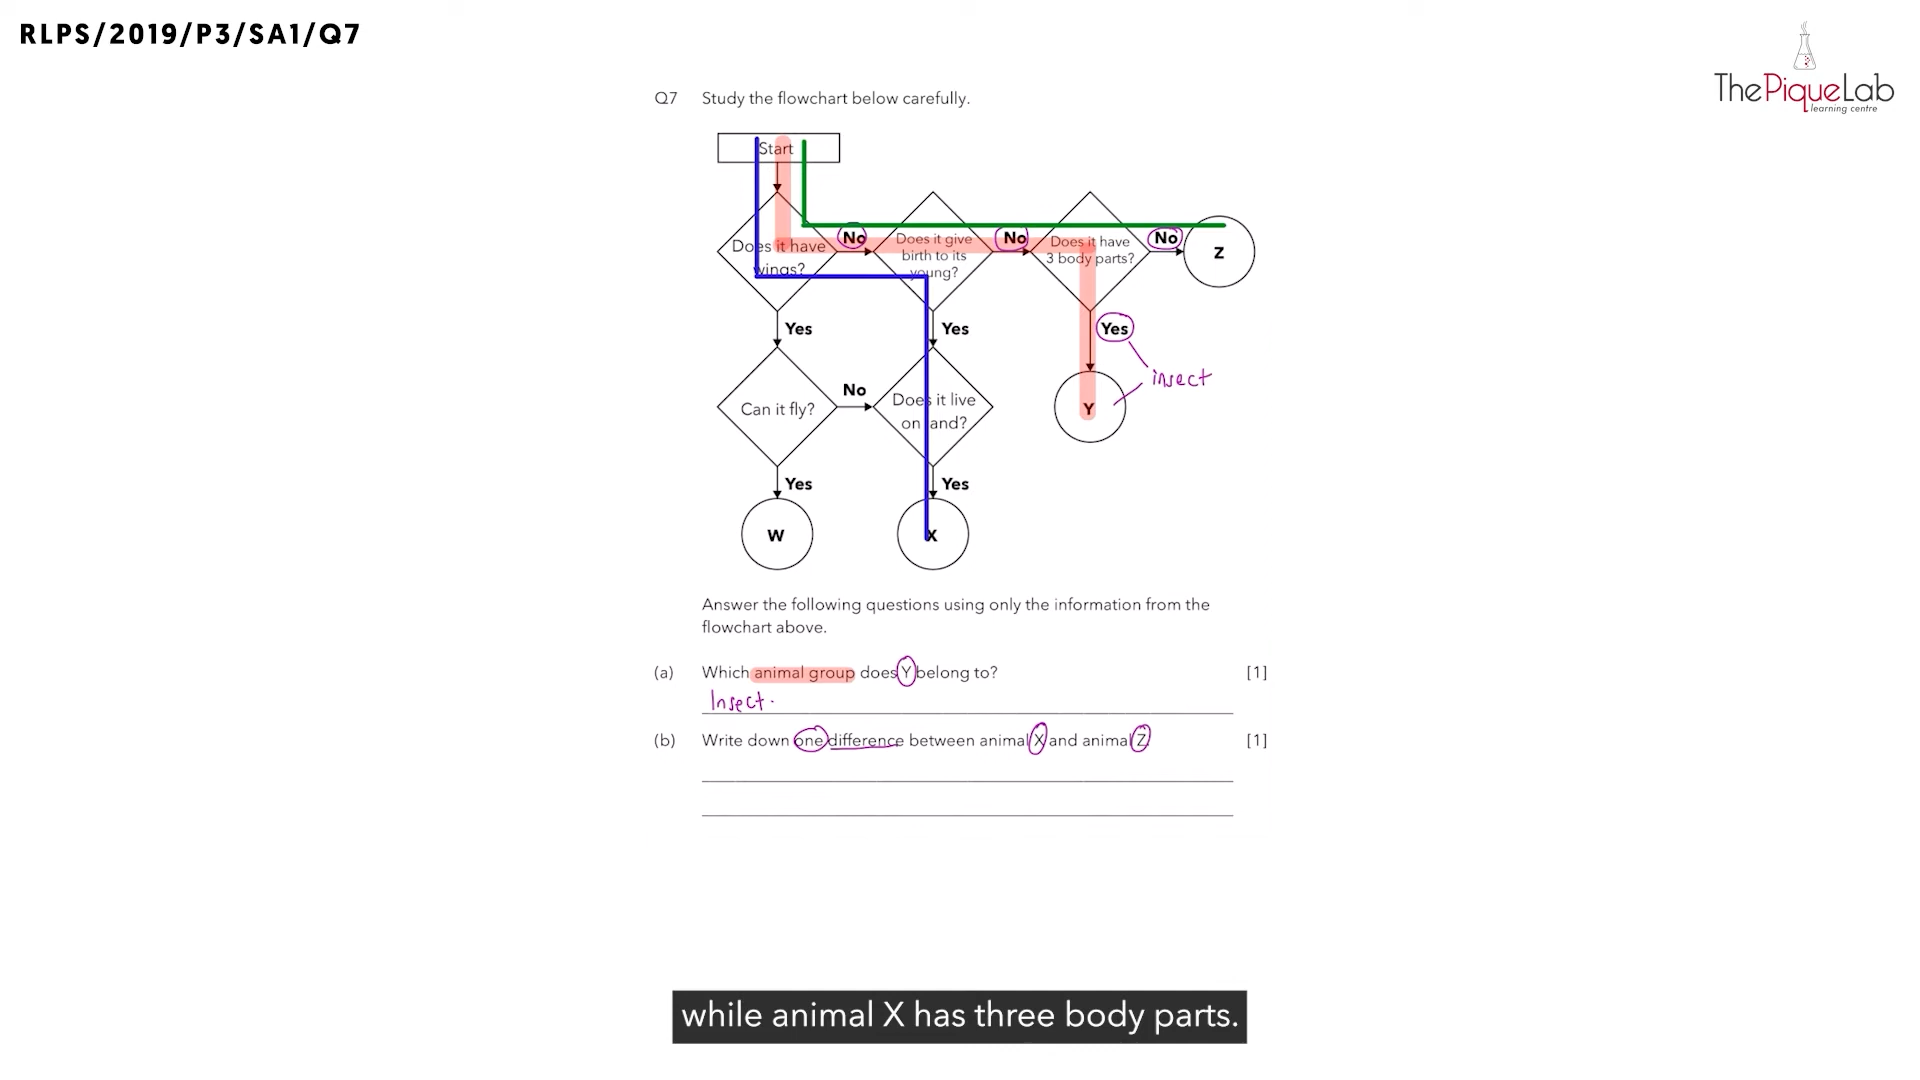 RLPS/2019/P3/SA1/Q7
ThePiqueLab
learning centre
Q7 Study the flowchart below carefully.
Start
Does it have
wings?
No
Does it give
birth to its
young?
No
Does it have
3 body parts?
No
Z
Yes
Yes
Yes
insect
Can it fly?
No
Does it live
on land?
Y
Yes
Yes
W
X
Answer the following questions using only the information from the
flowchart above.
(a) Which animal group does Y belong to? [1]
Insect.
(b) Write down one difference between animal X and animal Z. [1]
while animal X has three body parts.